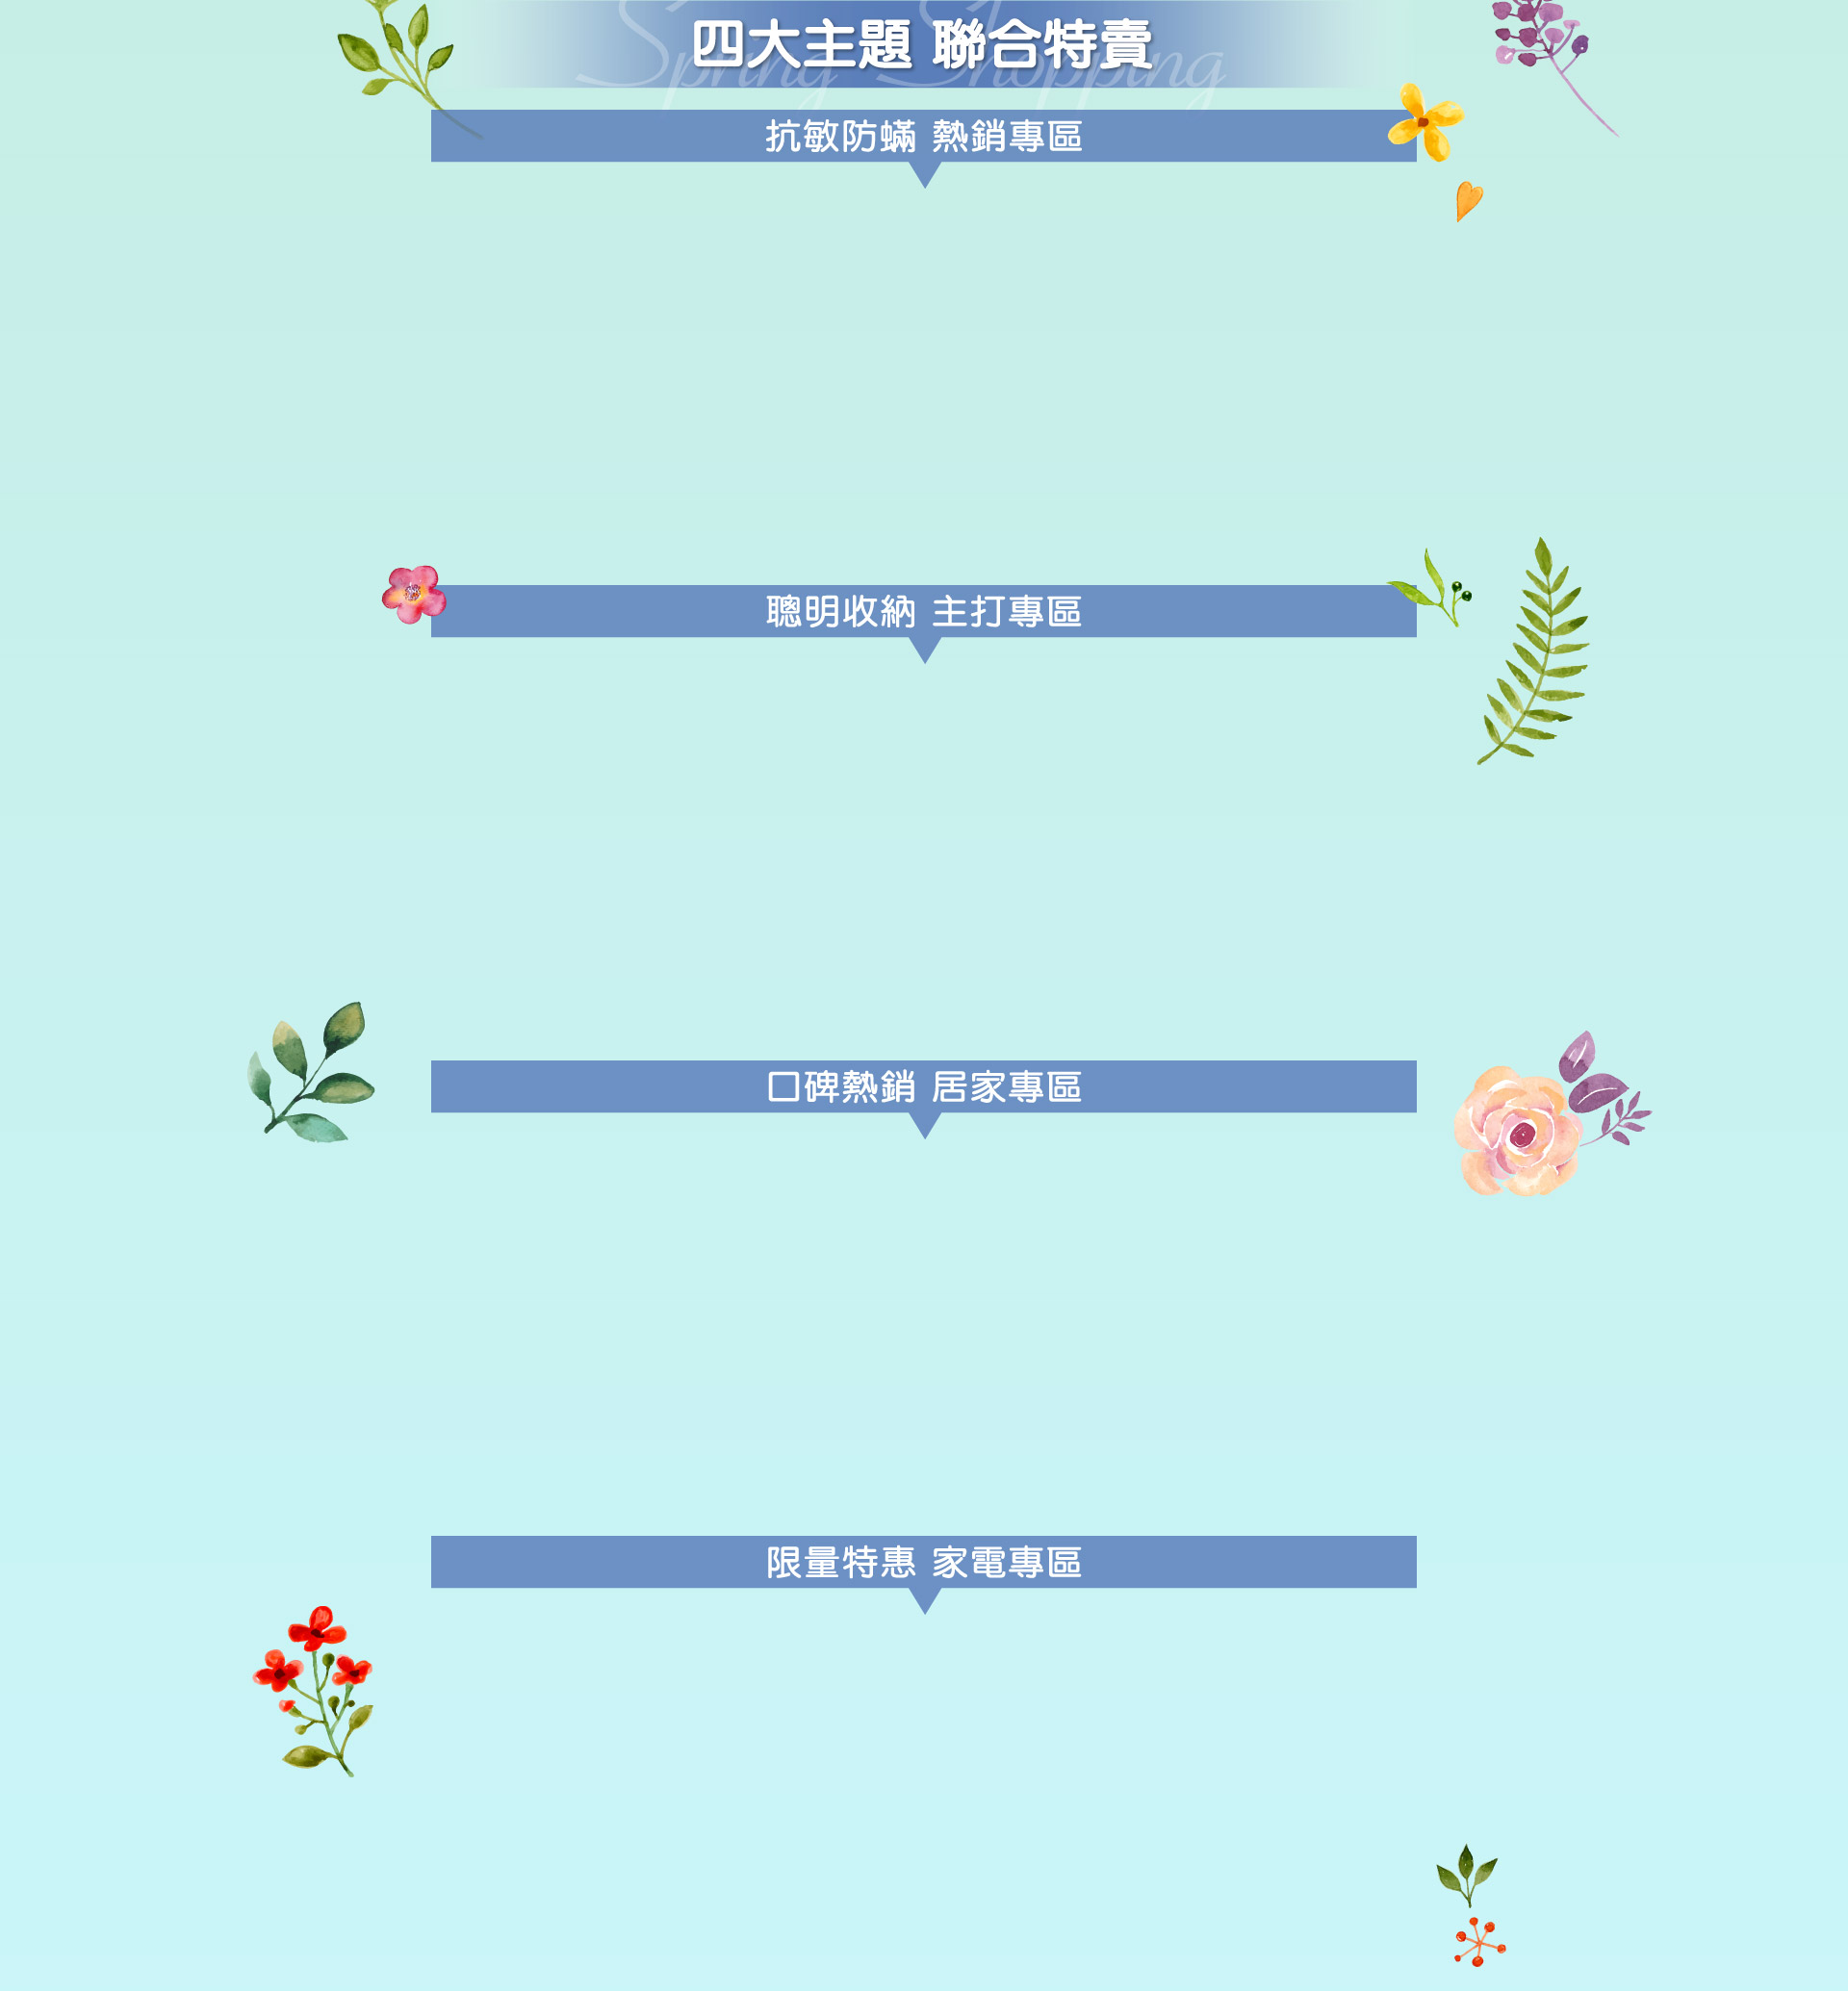 四大主題 聯合特賣
Spring Shopping
抗敏防蟎 熱銷專區
聰明收納 主打專區
口碑熱銷 居家專區
限量特惠 家電專區